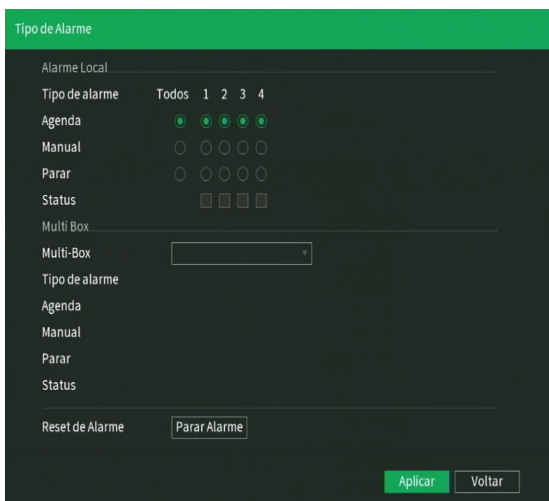 Tipo de Alarme
Alarme Local
Tipo de alarme Todos 1 2 3 4
Agenda
Manual
Parar
Status
Multi Box
Multi-Box
Tipo de alarme
Agenda
Manual
Parar
Status
Reset de Alarme Parar Alarme
Aplicar Voltar